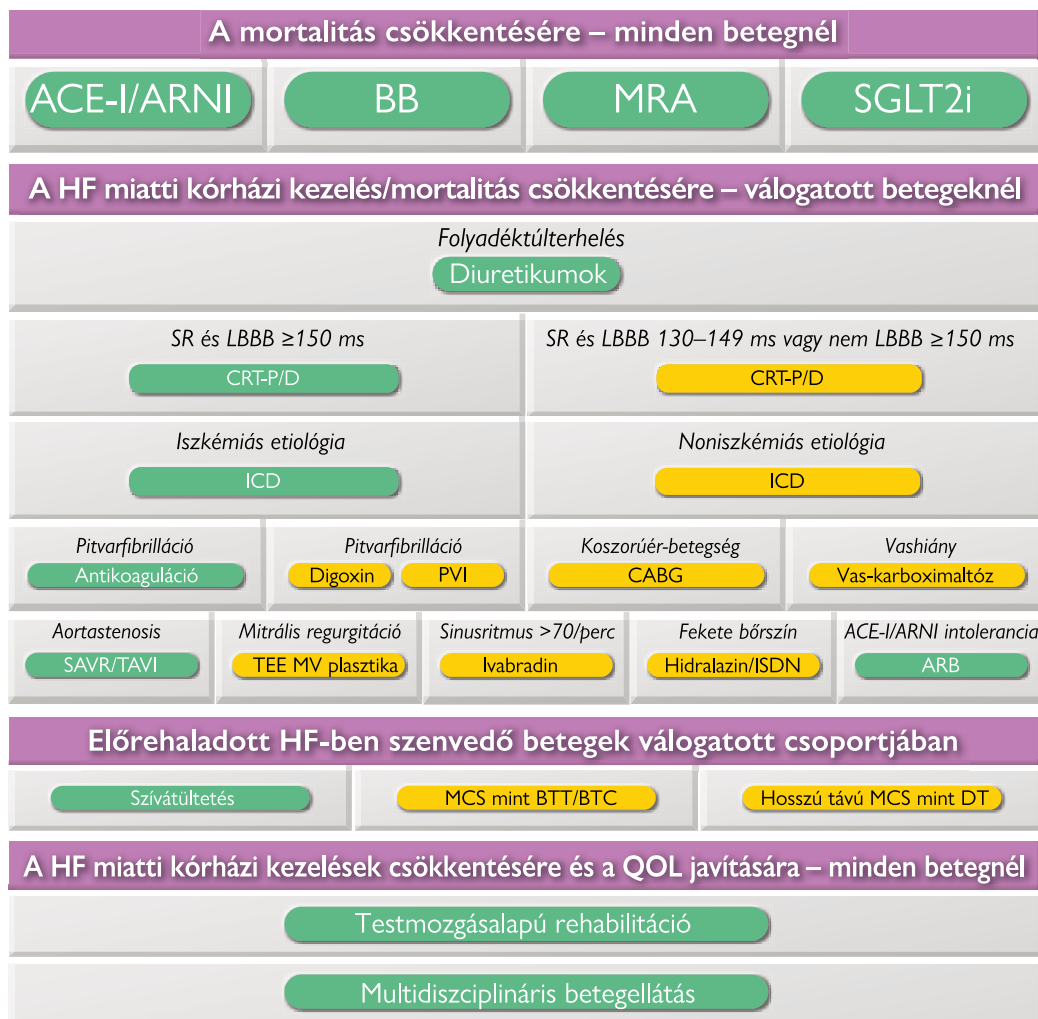 A mortalitás csökkentésére – minden betegnél
ACE-I/ARNI BB MRA SGLT2i
A HF miatti kórházi kezelés/mortalitás csökkentésére – válogatott betegeknél
Folyadéktúlterhelés
Diuretikumok
SR és LBBB ≥150 ms SR és LBBB 130–149 ms vagy nem LBBB ≥150 ms
CRT-P/D CRT-P/D
Iszkémiás etiológia Noniszkémiás etiológia
ICD ICD
Pitvarfibrilláció Pitvarfibrilláció Koszorúér-betegség Vashiány
Antikoaguláció Digoxin PVI CABG Vas-karboximaltóz
Aortastenosis Mitrális regurgitáció Sinusritmus >70/perc Fekete bőrszín ACE-I/ARNI intolerancia
SAVR/TAVI TEE MV plasztika Ivabradin Hidralazin/ISDN ARB
Előrehaladott HF-ben szenvedő betegek válogatott csoportjában
Szívátültetés MCS mint BTT/BTC Hosszú távú MCS mint DT
A HF miatti kórházi kezelések csökkentésére és a QOL javítására – minden betegnél
Testmozgásalapú rehabilitáció
Multidiszciplináris betegellátás